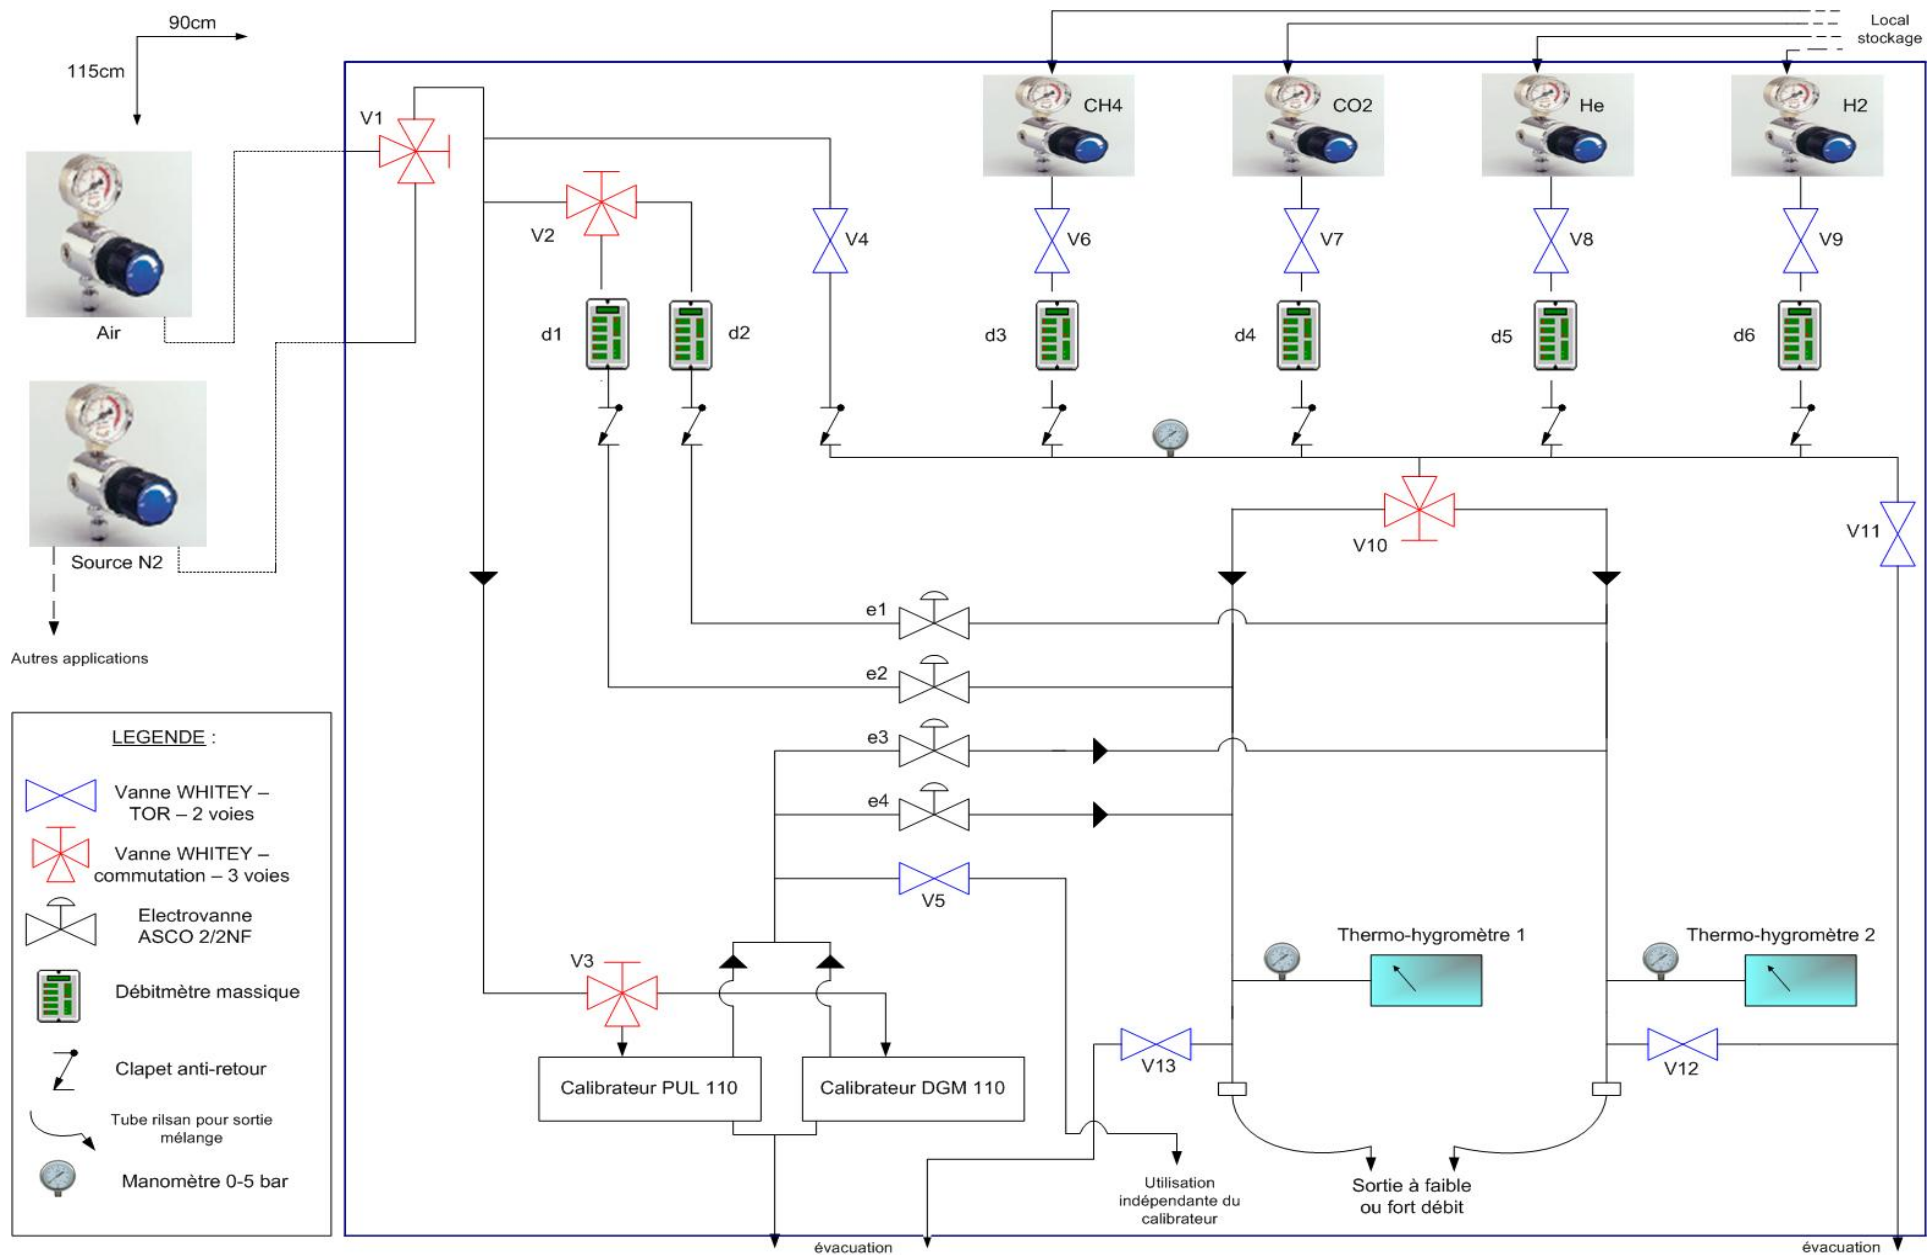 90cm
115cm
Local
stockage
V1
CH4
CO2
He
H2
V2
V4
V6
V7
V8
V9
Air
d1
d2
d3
d4
d5
d6
Source N2
V10
V11
Autres applications
e1
e2
e3
e4
V5
LEGENDE :
Vanne WHITEY –
TOR – 2 voies
Vanne WHITEY –
commutation – 3 voies
Electrovanne
ASCO 2/2NF
Débitmètre massique
Clapet anti-retour
Tube rilsan pour sortie
mélange
Manomètre 0-5 bar
V3
Thermo-hygromètre 1
Thermo-hygromètre 2
V13
V12
Calibrateur PUL 110
Calibrateur DGM 110
Utilisation
indépendante du
calibrateur
Sortie à faible
ou fort débit
évacuation
évacuation